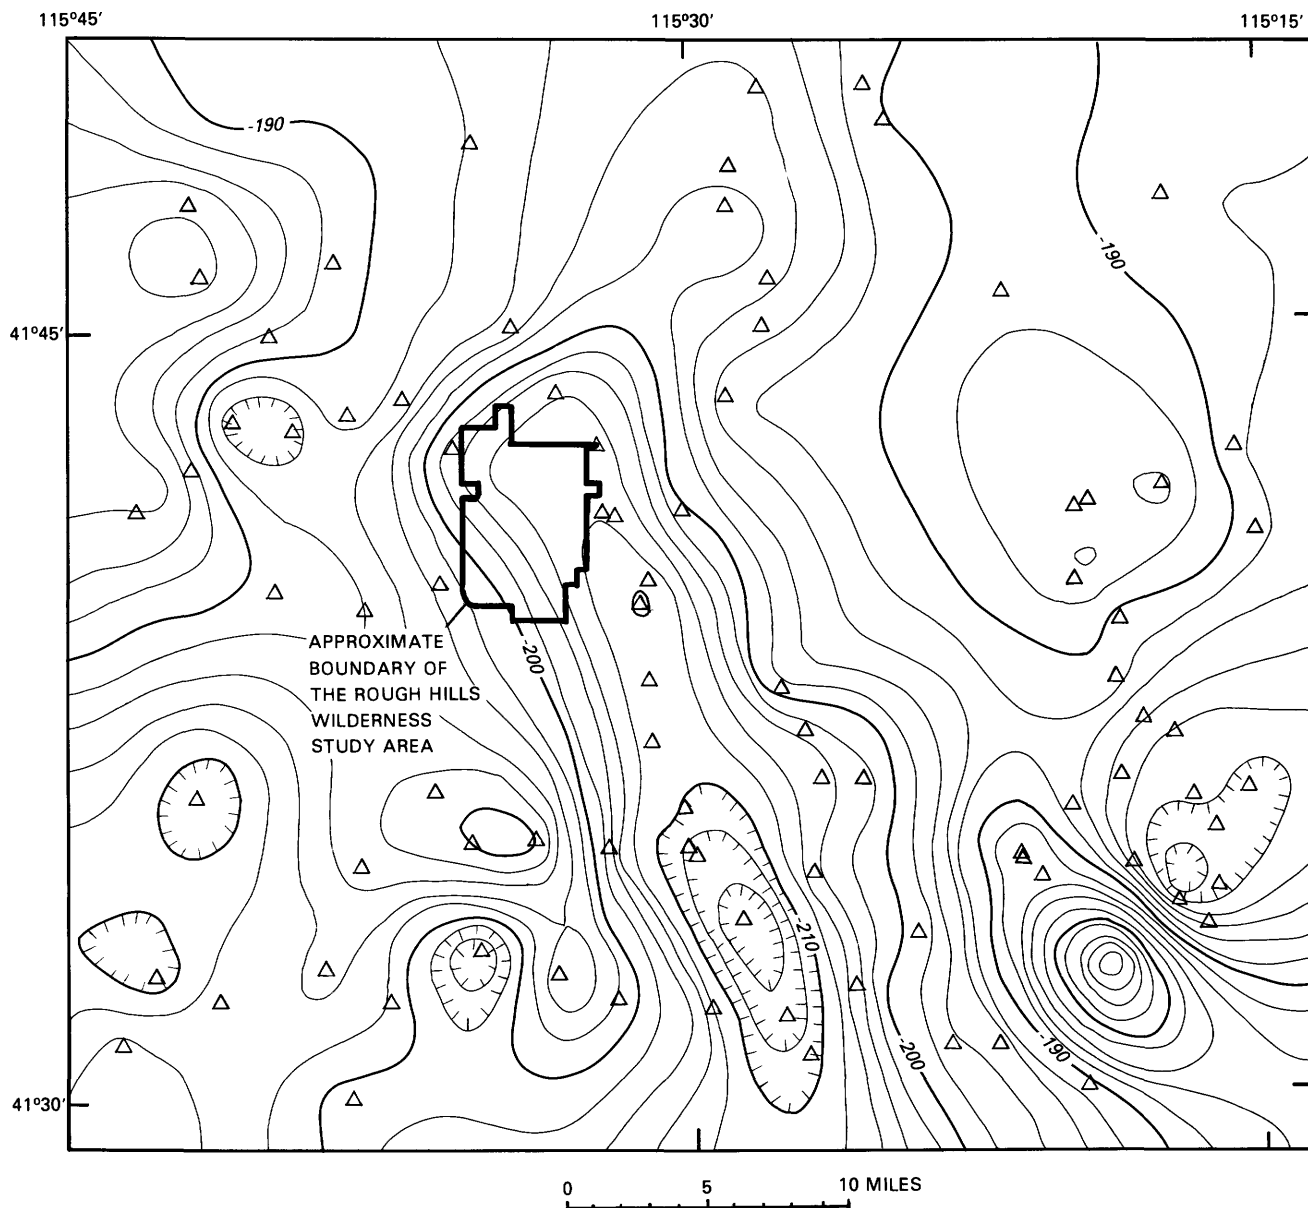 115°45'
115°30'
115°15'
-190
-190
41°45'
APPROXIMATE
BOUNDARY OF
THE ROUGH HILLS
WILDERNESS
STUDY AREA
-200
-210
-200
-190
41°30'
0 5 10 MILES